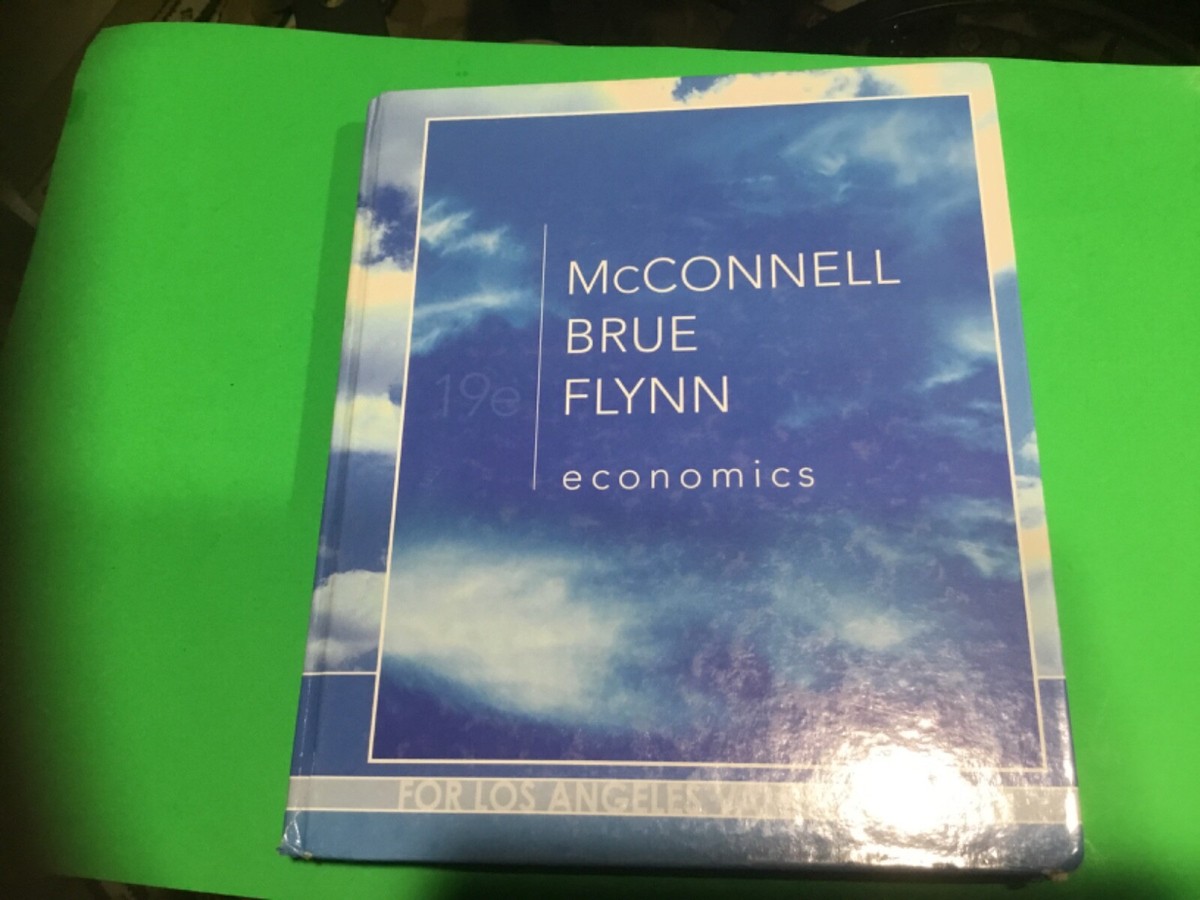 McCONNELL
BRUE
FLYNN
19e
economics
FOR LOS ANGELES